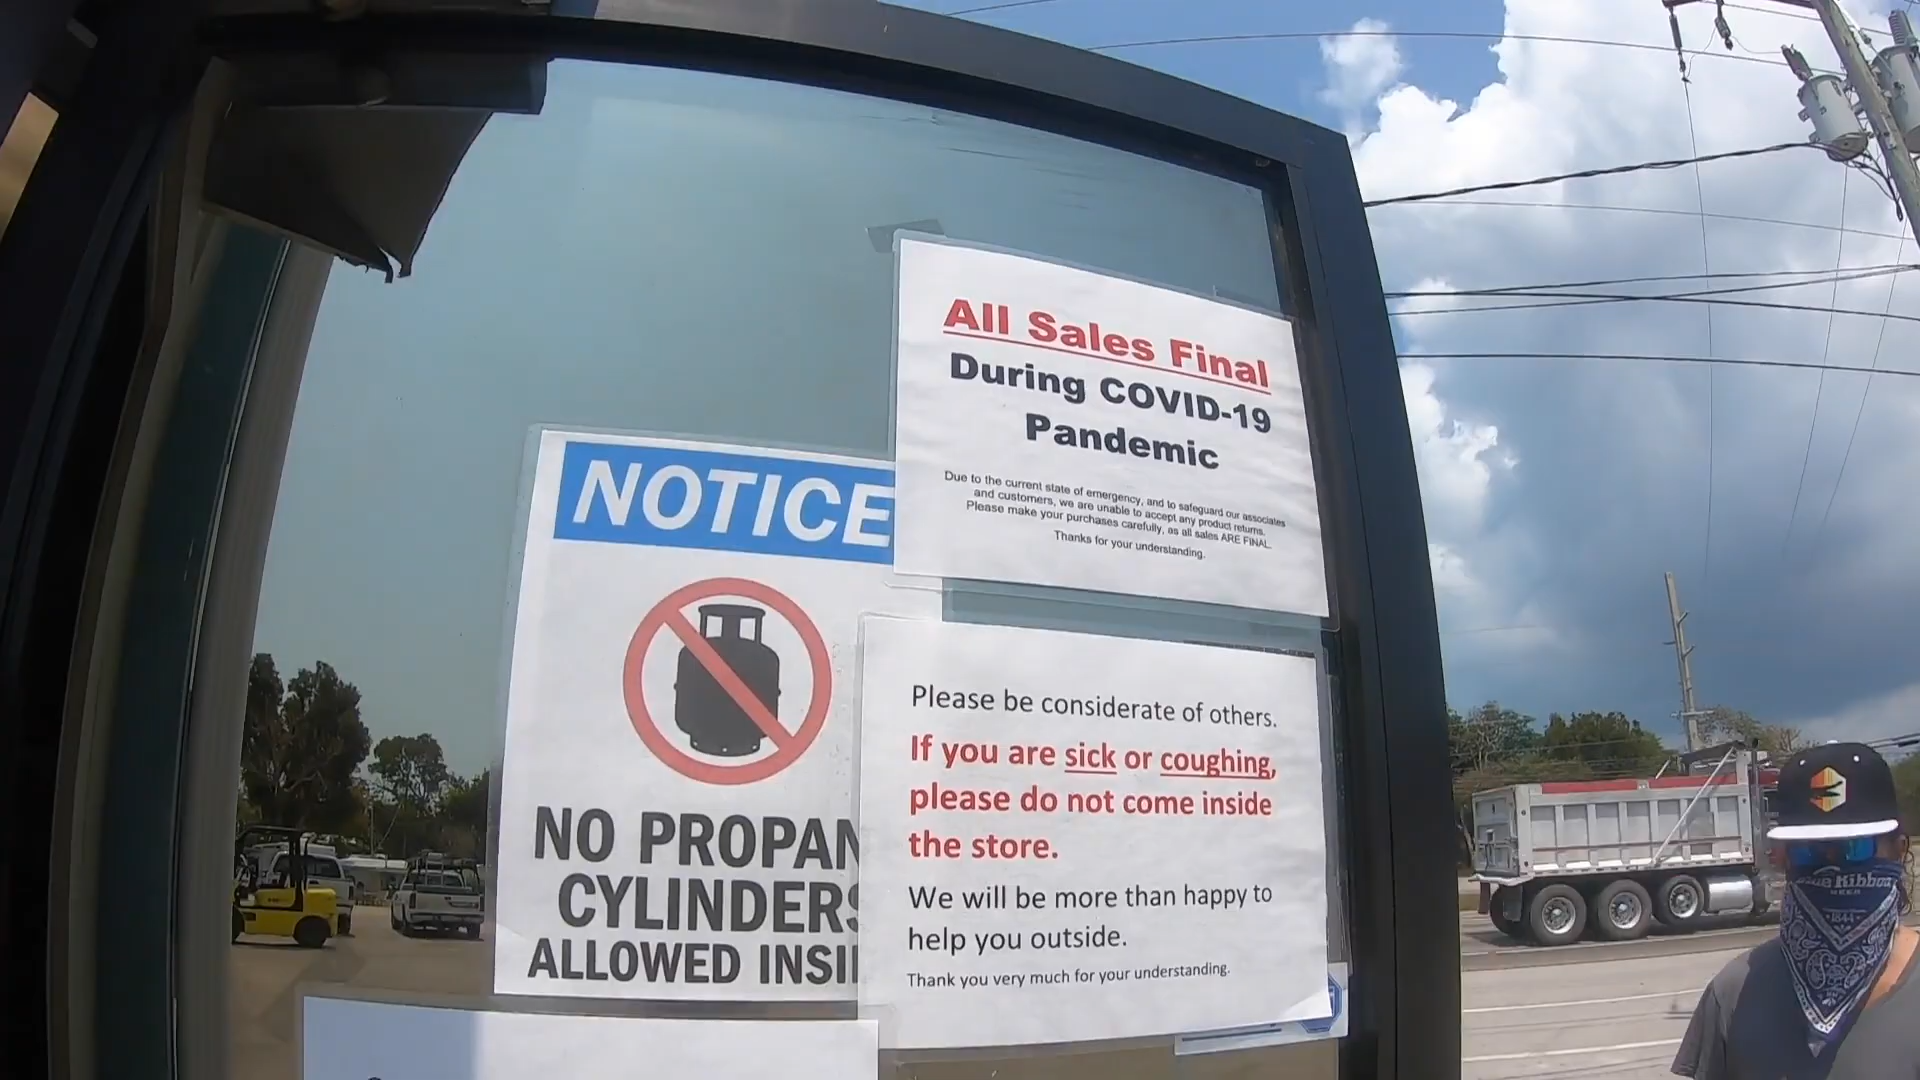 All Sales Final
During COVID-19
Pandemic
Due to the current state of emergency, and to safeguard our associates
and customers, we are unable to accept any product returns.
Please make your purchases carefully, as all sales ARE FINAL.
Thanks for your understanding.
NOTICE
NO PROPAN
CYLINDERS
ALLOWED INSI
Please be considerate of others.
If you are sick or coughing,
please do not come inside
the store.
We will be more than happy to
help you outside.
Thank you very much for your understanding.
Ribbon
BEER
1844